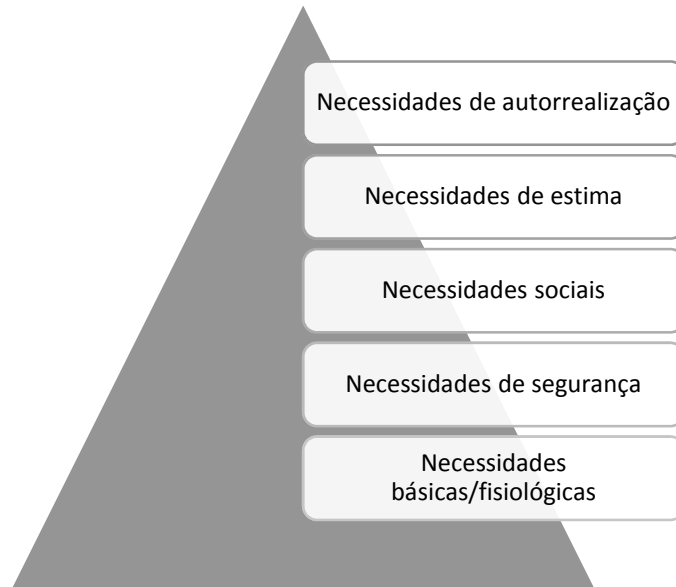 Necessidades de autorrealização
Necessidades de estima
Necessidades sociais
Necessidades de segurança
Necessidades
básicas/fisiológicas